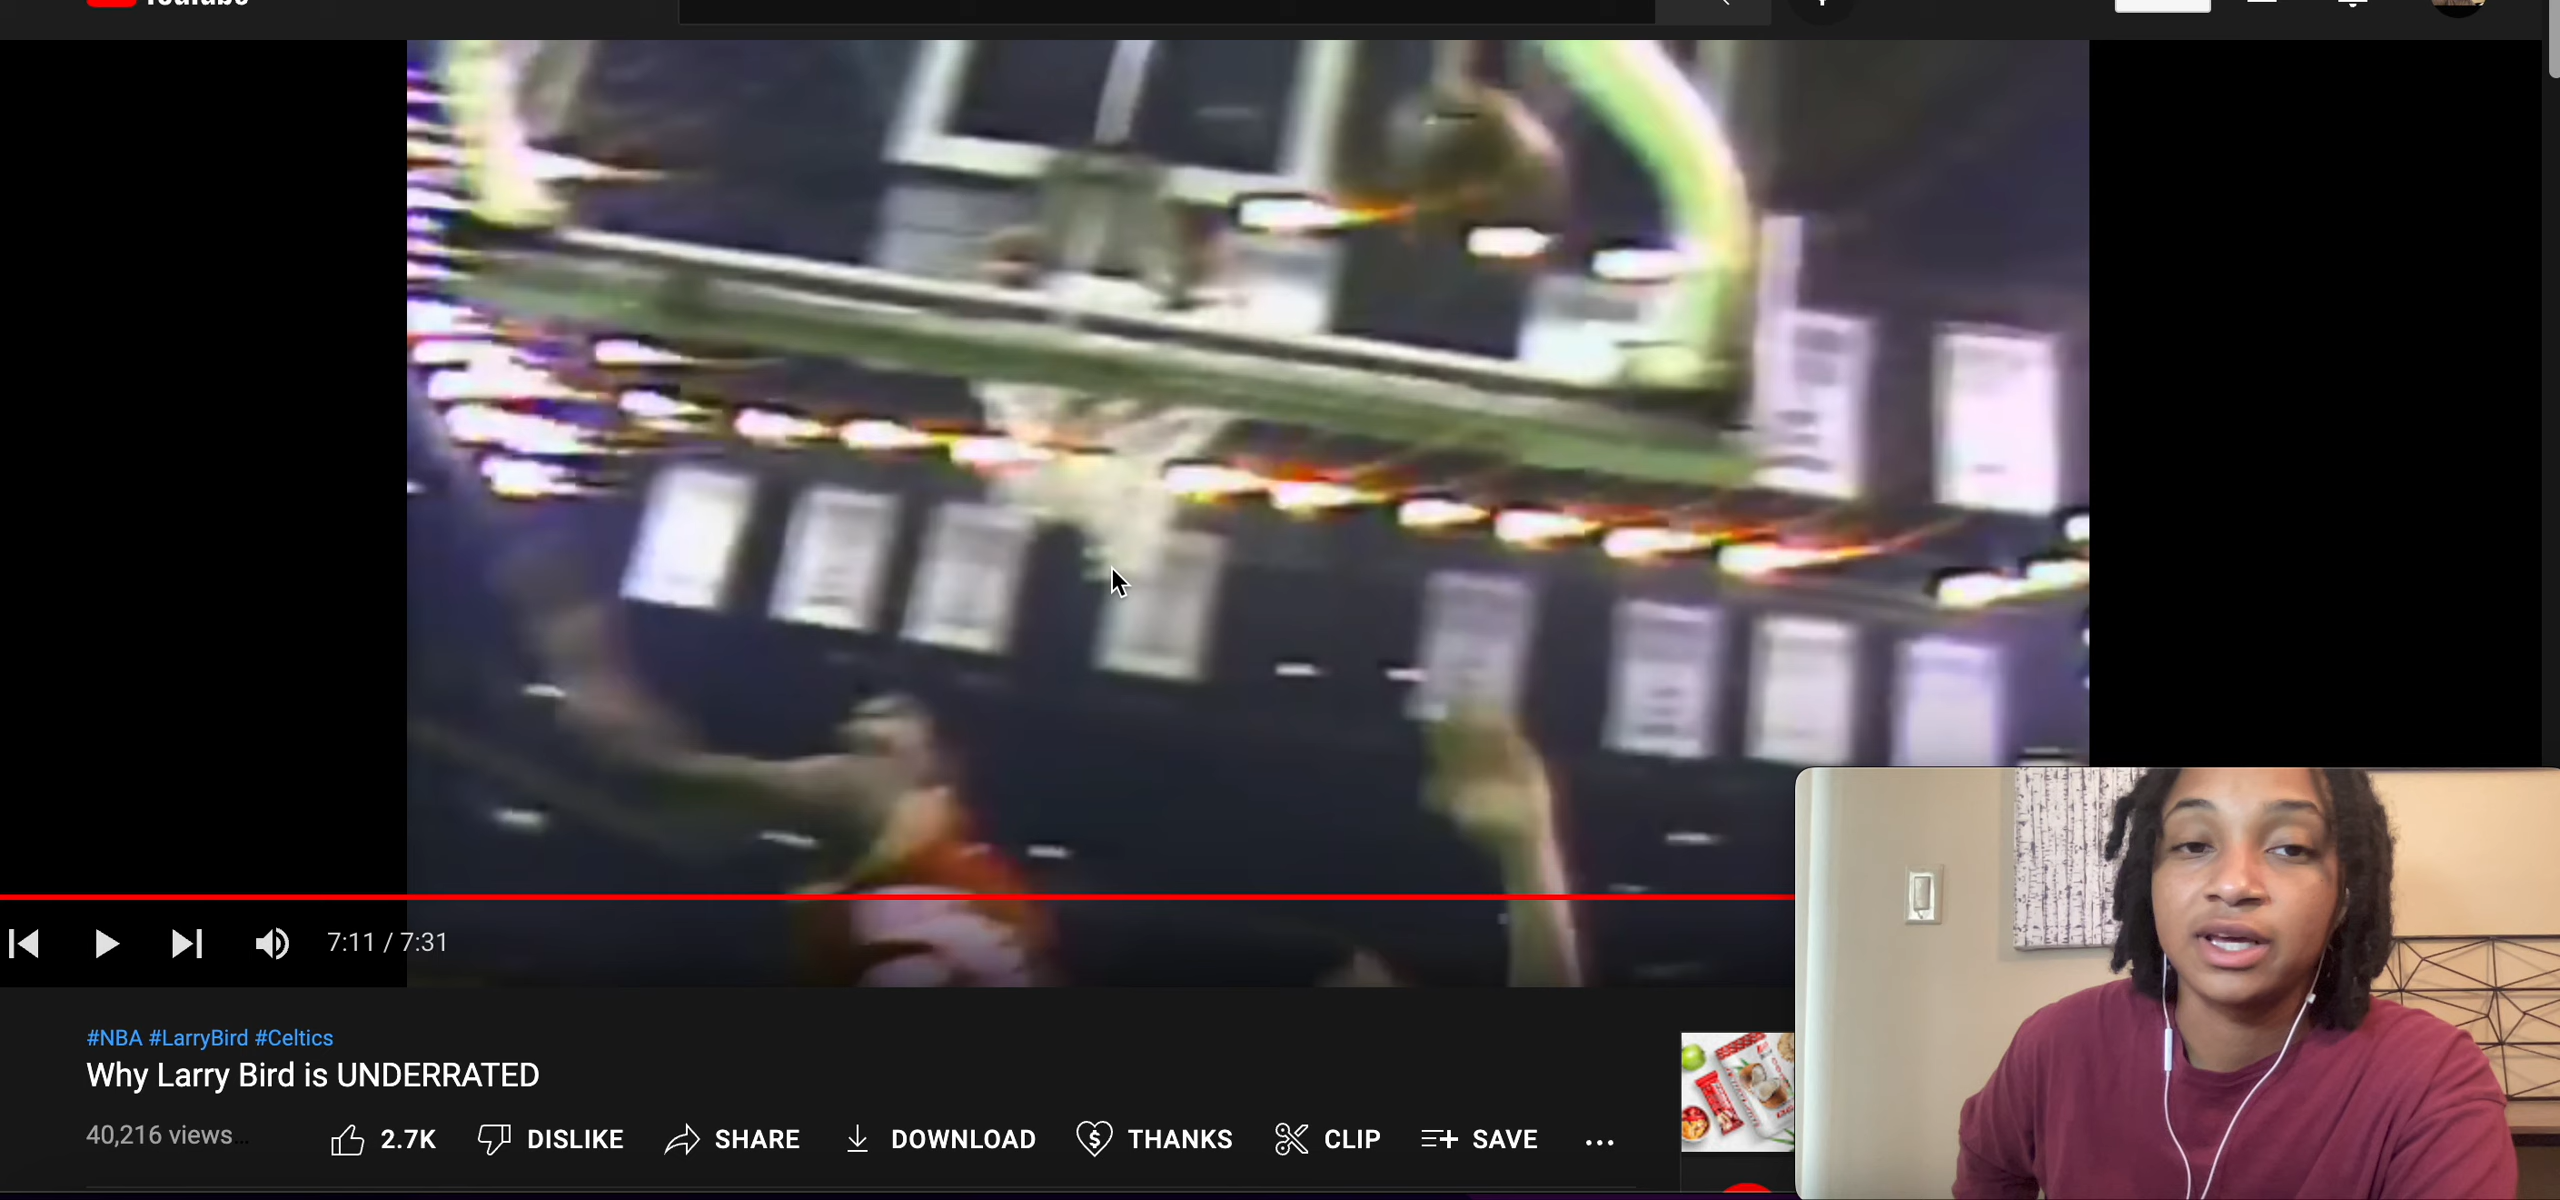 YouTube
7:11 / 7:31
#NBA #LarryBird #Celtics
Why Larry Bird is UNDERRATED
40,216 views...
2.7K DISLIKE SHARE DOWNLOAD THANKS CLIP SAVE ...